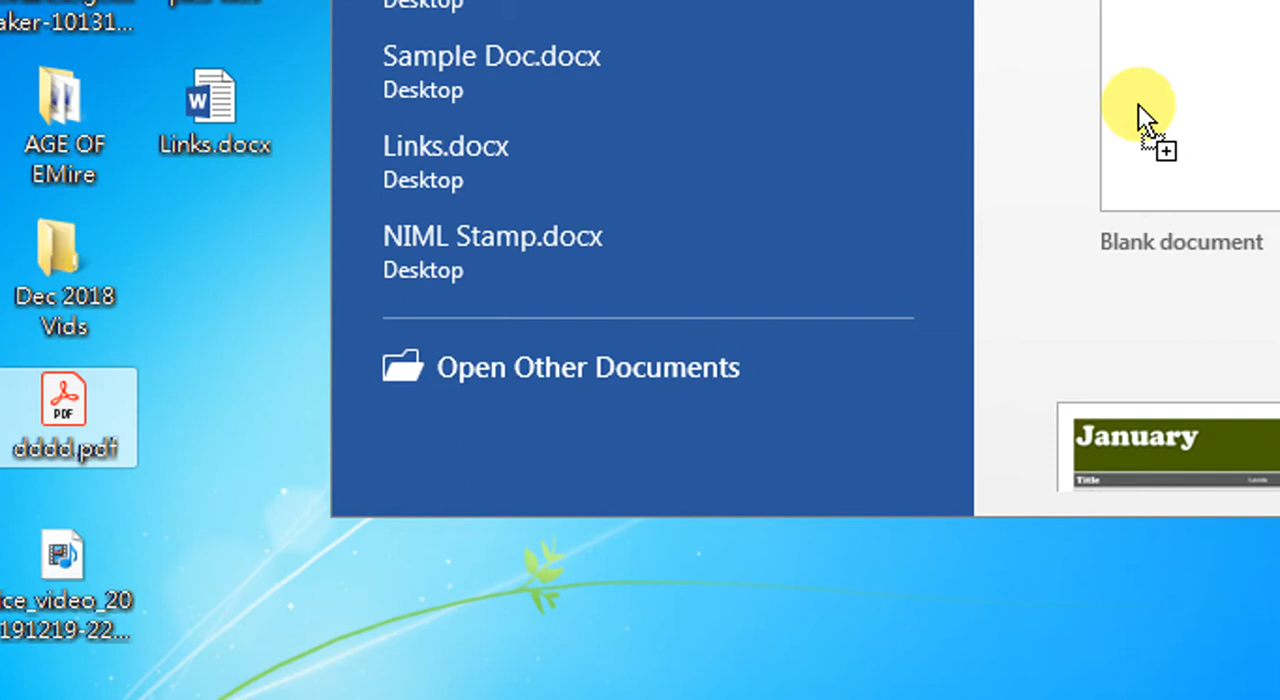 aker-10131...
AGE OF
EMire
Links.docx
Dec 2018
Vids
PDF
dddd.pdf
ice_video_20
191219-22...
Desktop
Sample Doc.docx
Desktop
Links.docx
Desktop
NIML Stamp.docx
Desktop
Open Other Documents
Blank document
January
Title